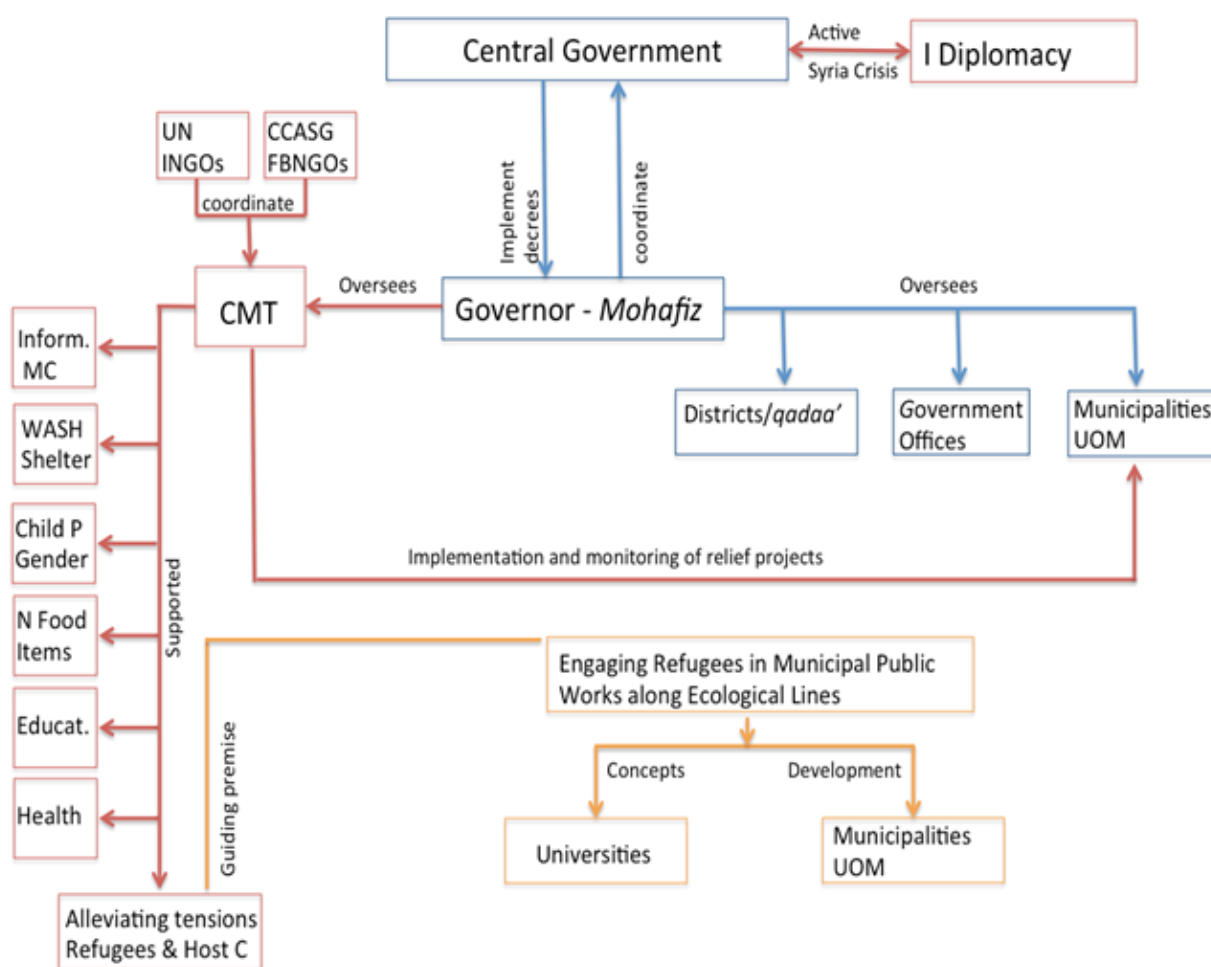 Central Government
Active
Syria Crisis
I Diplomacy
UN
INGOs
CCASG
FBNGOs
coordinate
Implement
decrees
coordinate
CMT
Oversees
Governor - Mohafiz
Oversees
Inform.
MC
Districts/qadaa’
Government
Offices
Municipalities
UOM
WASH
Shelter
Child P
Gender
Implementation and monitoring of relief projects
Supported
N Food
Items
Engaging Refugees in Municipal Public
Works along Ecological Lines
Educat.
Guiding premise
Concepts
Development
Health
Universities
Municipalities
UOM
Alleviating tensions
Refugees & Host C